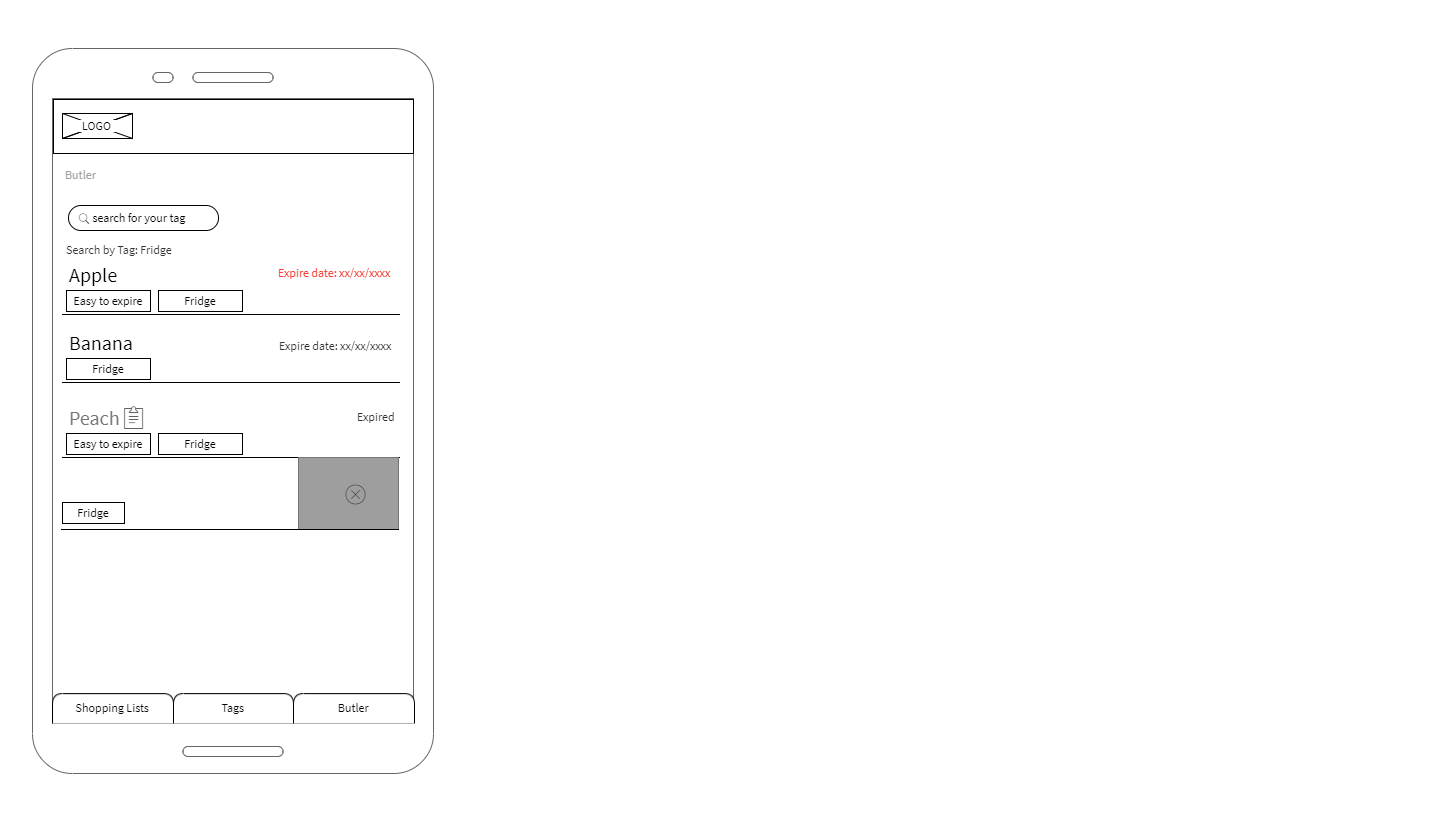 LOGO
Butler
search for your tag
Search by Tag: Fridge
Apple
Expire date: xx/xx/xxxx
Easy to expire
Fridge
Banana
Expire date: xx/xx/xxxx
Fridge
Peach
Expired
Easy to expire
Fridge
Fridge
Shopping Lists
Tags
Butler